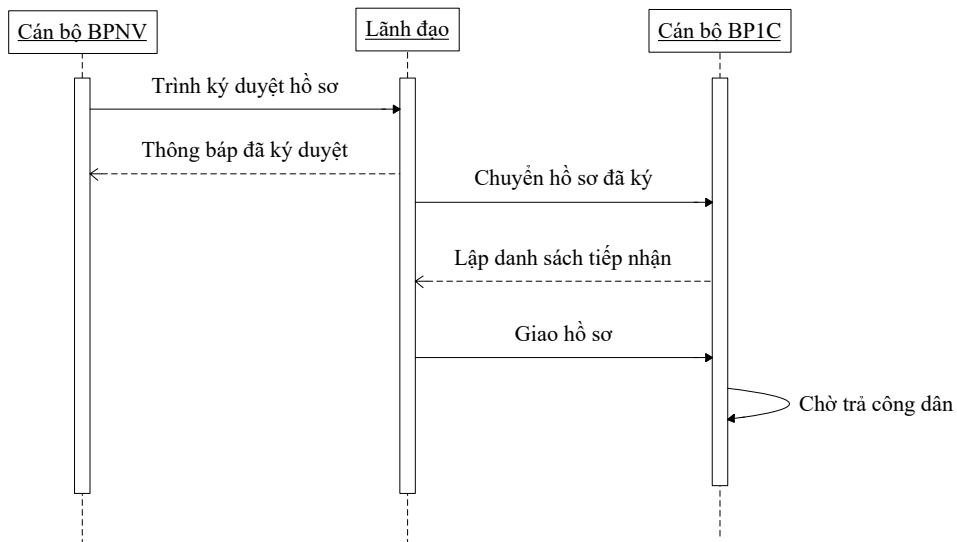 Cán bộ BPNV
Lãnh đạo
Cán bộ BP1C
Trình ký duyệt hồ sơ
Thông báp đã ký duyệt
Chuyển hồ sơ đã ký
Lập danh sách tiếp nhận
Giao hồ sơ
Chờ trả công dân